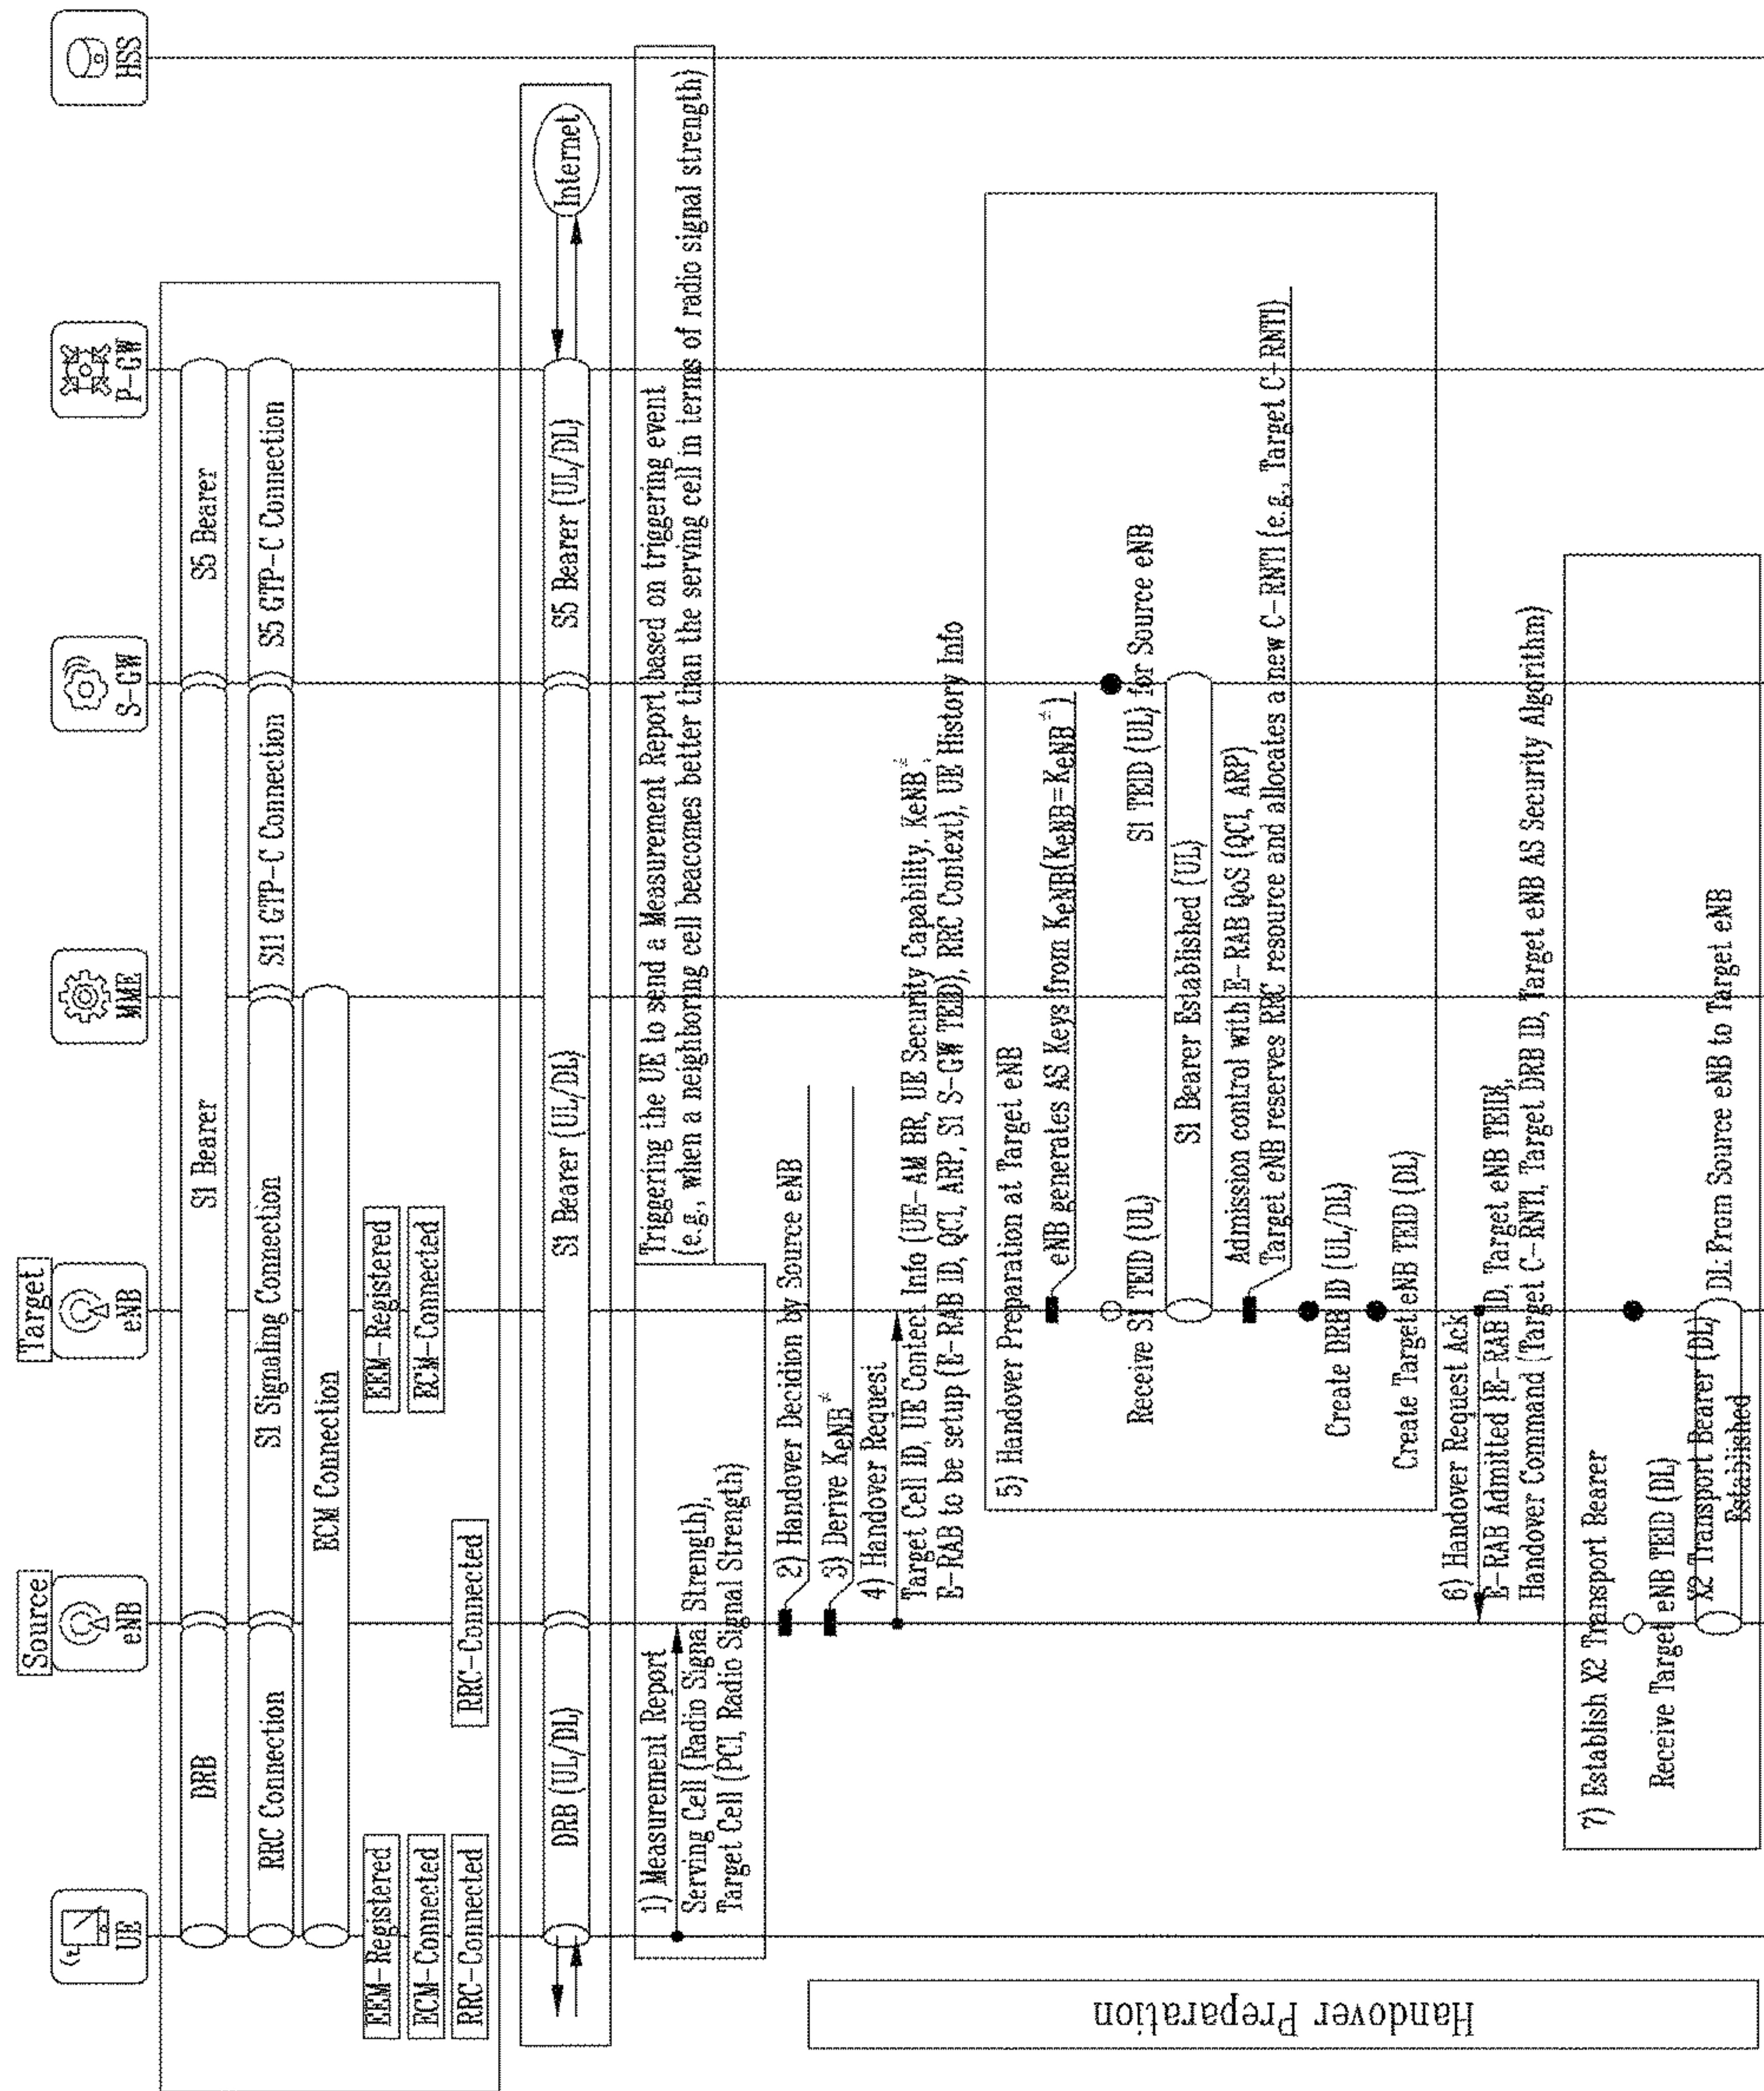 Source
Target
UE
eNB
eNB
MME
S-GW
P-GW
HSS
DRB
S1 Bearer
S5 Bearer
RRC Connection
S1 Signaling Connection
S11 GTP-C Connection
S5 GTP-C Connection
ECM Connection
EEM-Registered
EEM-Registered
ECM-Connected
ECM-Connected
RRC-Connected
RRC-Connected
DRB (UL/DL)
S1 Bearer (UL/DL)
S5 Bearer (UL/DL)
Internet
Triggering the UE to send a Measurement Report based on triggering event
(e.g., when a neighboring cell beacomes better than the serving cell in terms of radio signal strength)
1) Measurement Report
Serving Cell (Radio Signa Strength),
Target Cell (PCI, Radio Signal Strength)
Handover Preparation
2) Handover Decidion by Source eNB
3) Derive KeNB*
4) Handover Request
Target Cell ID, UE Contect Info (UE-AM BR, UE Security Capability, KeNB*,
E-RAB to be setup (E-RAB ID, QCI, ARP, S1 S-GW TEID), RRC Context), UE History Info
5) Handover Preparation at Target eNB
eNB generates AS Keys from KeNB(KeNB=KeNB*)
Receive S1 TEID (UL)
S1 TEID (UL) for Source eNB
S1 Bearer Established (UL)
Admission control with E-RAB QoS (QCI, ARP)
Target eNB reserves RRC resource and allocates a new C-RNTI (e.g., Target C-RNTI)
Create DRB ID (UL/DL)
Create Target eNB TEID (DL)
6) Handover Request Ack
E-RAB Admitted }E-RAB ID, Target eNB TEID},
Handover Command (Target C-RNTI, Target DRB ID, Target eNB AS Security Algorithm)
7) Establish X2 Transport Bearer
Receive Target eNB TEID (DL)
X2 Transport Bearer (DL)
Established
DL: From Source eNB to Target eNB